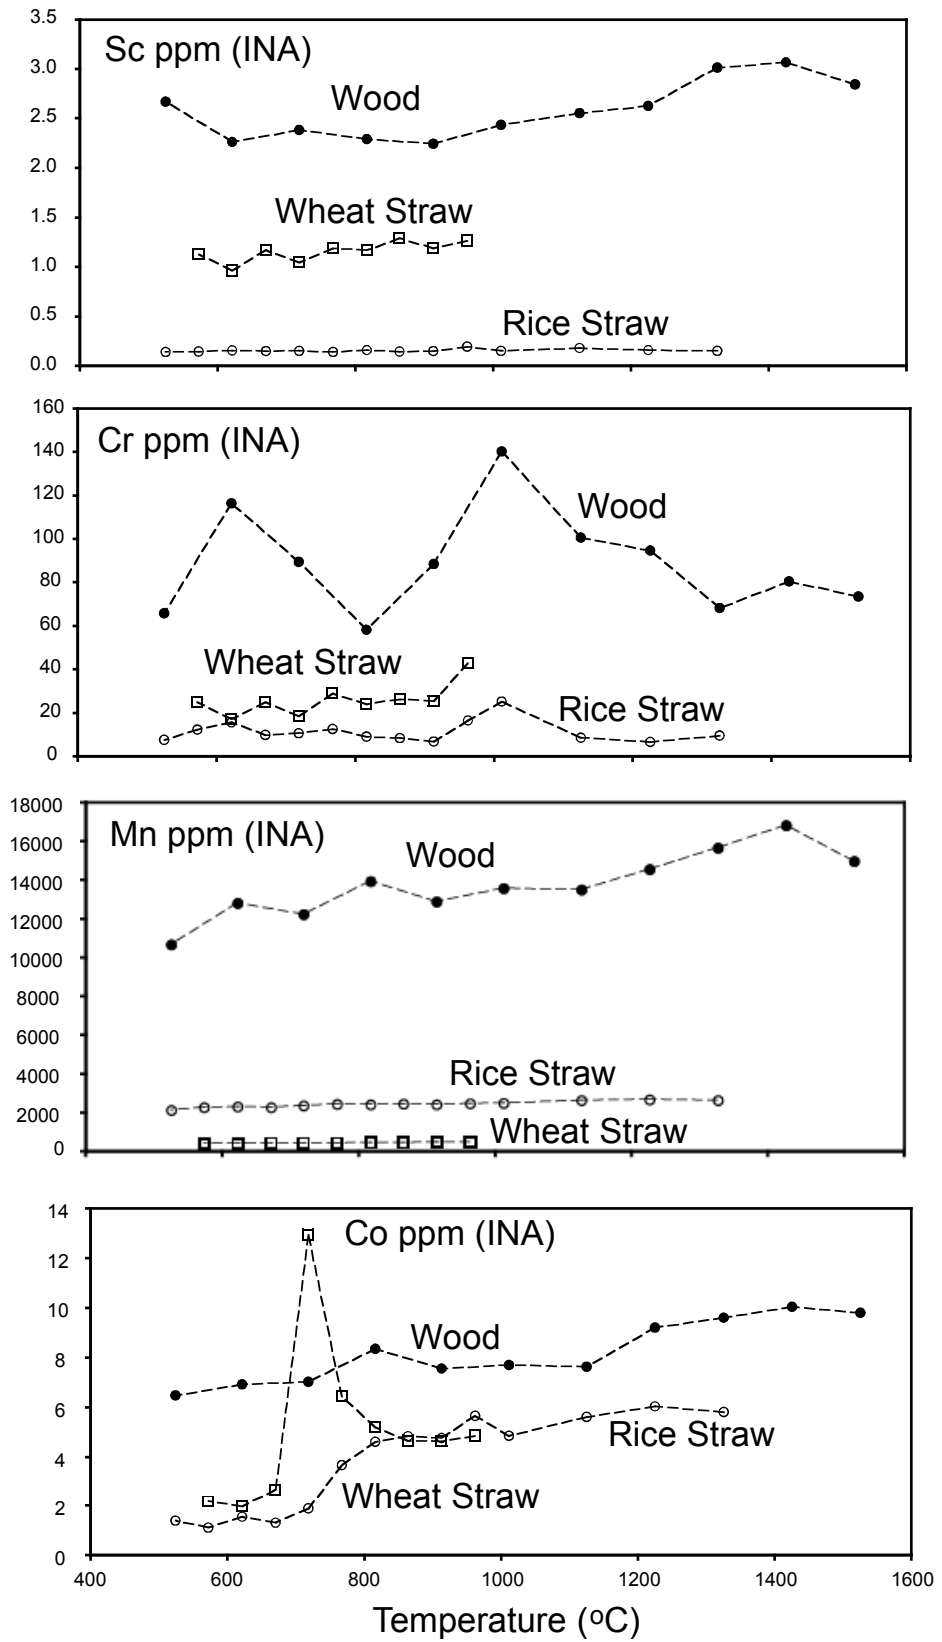 3.5
Sc ppm (INA)
3.0
Wood
2.5
2.0
Wheat Straw
1.5
1.0
Rice Straw
0.5
0.0
160
Cr ppm (INA)
140
120
Wood
100
80
60
Wheat Straw
40
Rice Straw
20
0
18000
Mn ppm (INA)
16000
Wood
14000
12000
10000
8000
6000
Rice Straw
4000
2000
Wheat Straw
0
14
Co ppm (INA)
12
10
Wood
8
6
Rice Straw
4
Wheat Straw
2
0
400 600 800 1000 1200 1400 1600
Temperature (ºC)